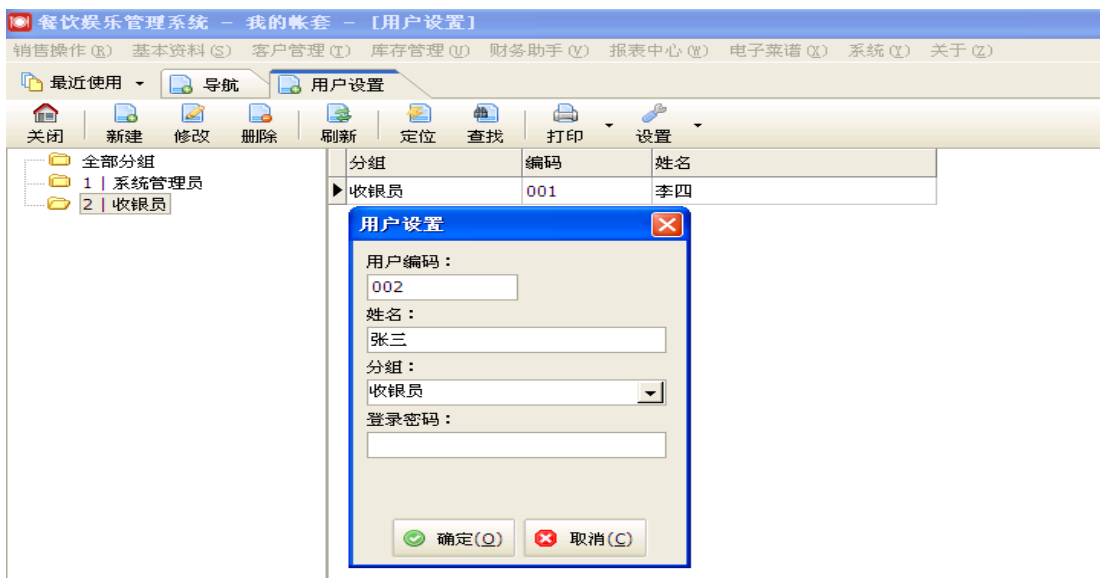 餐饮娱乐管理系统 - 我的帐套 - [用户设置]
销售操作(R) 基本资料(S) 客户管理(T) 库存管理(U) 财务助手(V) 报表中心(W) 电子菜谱(X) 系统(Y) 关于(Z)
最近使用 导航 用户设置
关闭 新建 修改 删除 刷新 定位 查找 打印 设置
全部分组
1 | 系统管理员
2 | 收银员
分组 编码 姓名
收银员 001 李四
用户设置
用户编码：
002
姓名：
张三
分组：
收银员
登录密码：
确定(O) 取消(C)